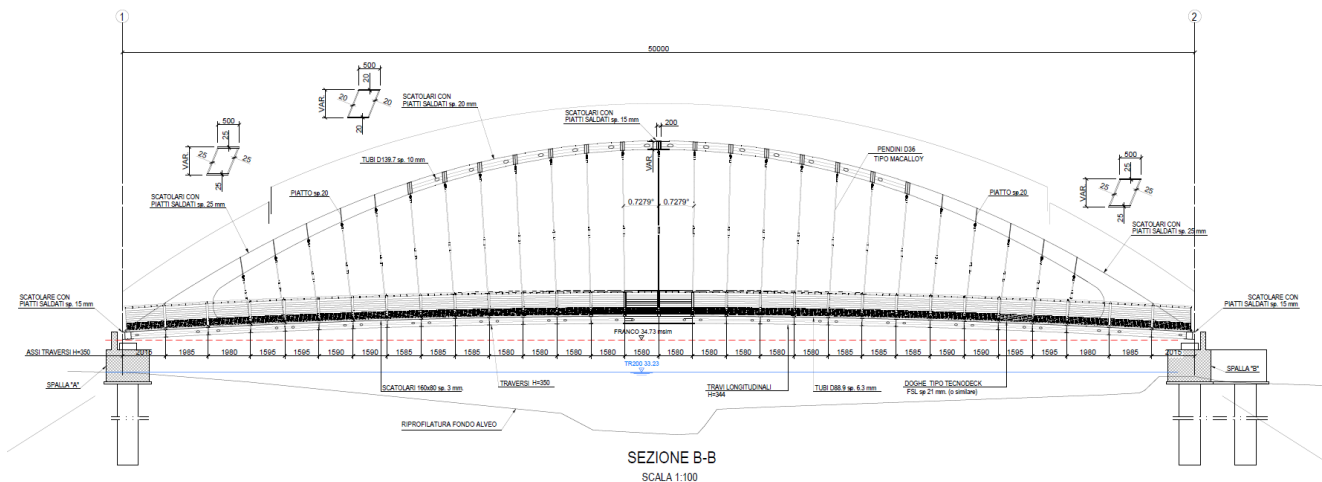 1
2
50000
500
20
VAR.
20
20
20
SCATOLARI CON
PIATTI SALDATI sp. 20 mm
SCATOLARI CON
PIATTI SALDATI sp. 15 mm
200
500
25
VAR.
25
25
25
TUBI D139.7 sp. 10 mm
VAR.
PENDINI D36
TIPO MACALLOY
500
25
VAR.
25
25
25
SCATOLARI CON
PIATTI SALDATI sp. 25 mm
PIATTO sp.20
0.7279°
0.7279°
PIATTO sp.20
SCATOLARI CON
PIATTI SALDATI sp. 25 mm
SCATOLARE CON
PIATTI SALDATI sp. 15 mm
SCATOLARE CON
PIATTI SALDATI sp. 15 mm
FRANCO 34.73 mslm
ASSI TRAVERSI H=350
2015 1985 1980 1595 1595 1590 1590 1585 1585 1585 1580 1580 1580 1580 1580 1580 1585 1585 1585 1590 1590 1595 1595 1980 1985 2015
TR200 33.23
SPALLA "A"
SCATOLARI 160x80 sp. 3 mm.
TRAVERSI H=350
TRAVI LONGITUDINALI
H=344
TUBI D88.9 sp. 6.3 mm
DOGHE TIPO TECNODECK
FSL sp 21 mm. (o similare)
SPALLA "B"
RIPROFILATURA FONDO ALVEO
SEZIONE B-B
SCALA 1:100